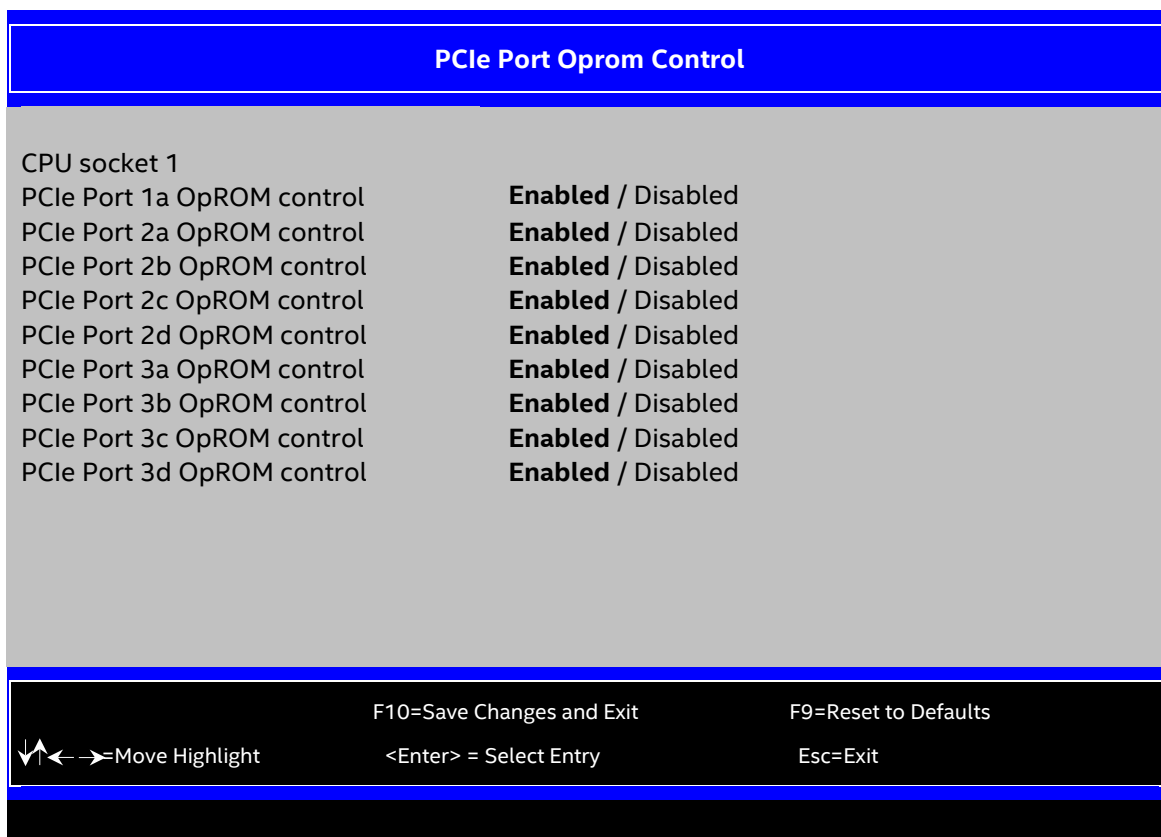 PCIe Port Oprom Control
CPU socket 1
PCIe Port 1a OpROM control Enabled / Disabled
PCIe Port 2a OpROM control Enabled / Disabled
PCIe Port 2b OpROM control Enabled / Disabled
PCIe Port 2c OpROM control Enabled / Disabled
PCIe Port 2d OpROM control Enabled / Disabled
PCIe Port 3a OpROM control Enabled / Disabled
PCIe Port 3b OpROM control Enabled / Disabled
PCIe Port 3c OpROM control Enabled / Disabled
PCIe Port 3d OpROM control Enabled / Disabled
F10=Save Changes and Exit F9=Reset to Defaults
↓↑← →=Move Highlight <Enter> = Select Entry Esc=Exit